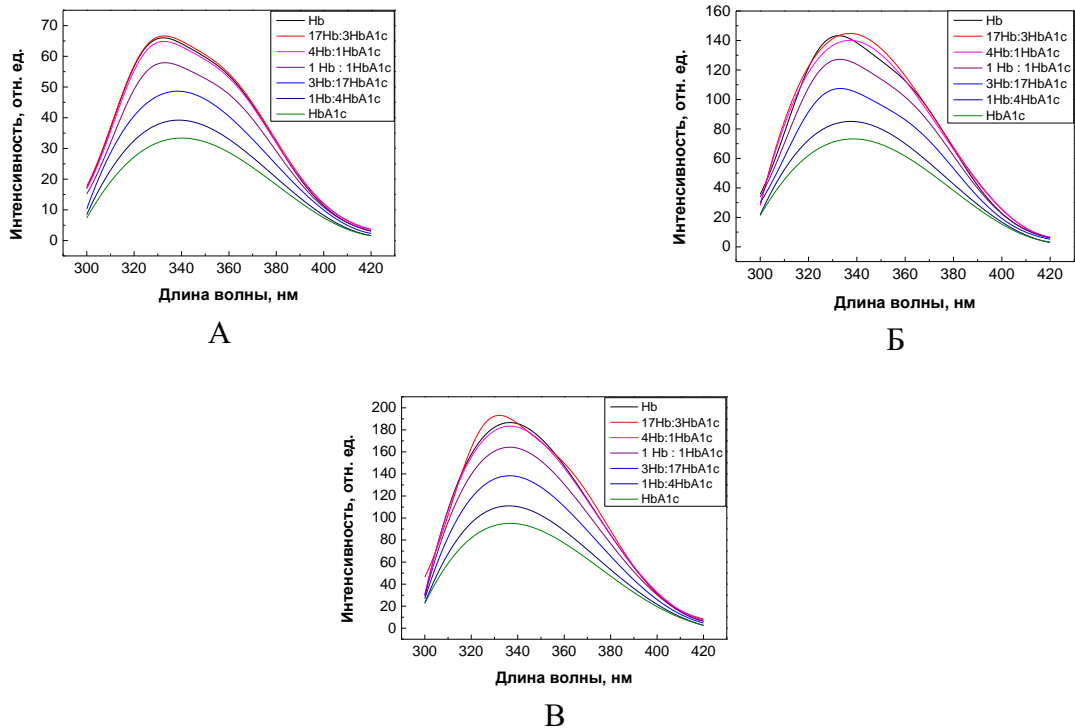 Интенсивность, отн. ед.
70
60
50
40
30
20
10
0
300 320 340 360 380 400 420
Длина волны, нм
Hb
17Hb:3HbA1c
4Hb:1HbA1c
1 Hb : 1HbA1c
3Hb:17HbA1c
1Hb:4HbA1c
HbA1c
А
Интенсивность, отн. ед.
160
140
120
100
80
60
40
20
0
300 320 340 360 380 400 420
Длина волны, нм
Hb
17Hb:3HbA1c
4Hb:1HbA1c
1 Hb : 1HbA1c
3Hb:17HbA1c
1Hb:4HbA1c
HbA1c
Б
Интенсивность, отн. ед.
200
180
160
140
120
100
80
60
40
20
0
300 320 340 360 380 400 420
Длина волны, нм
Hb
17Hb:3HbA1c
4Hb:1HbA1c
1 Hb : 1HbA1c
3Hb:17HbA1c
1Hb:4HbA1c
HbA1c
В